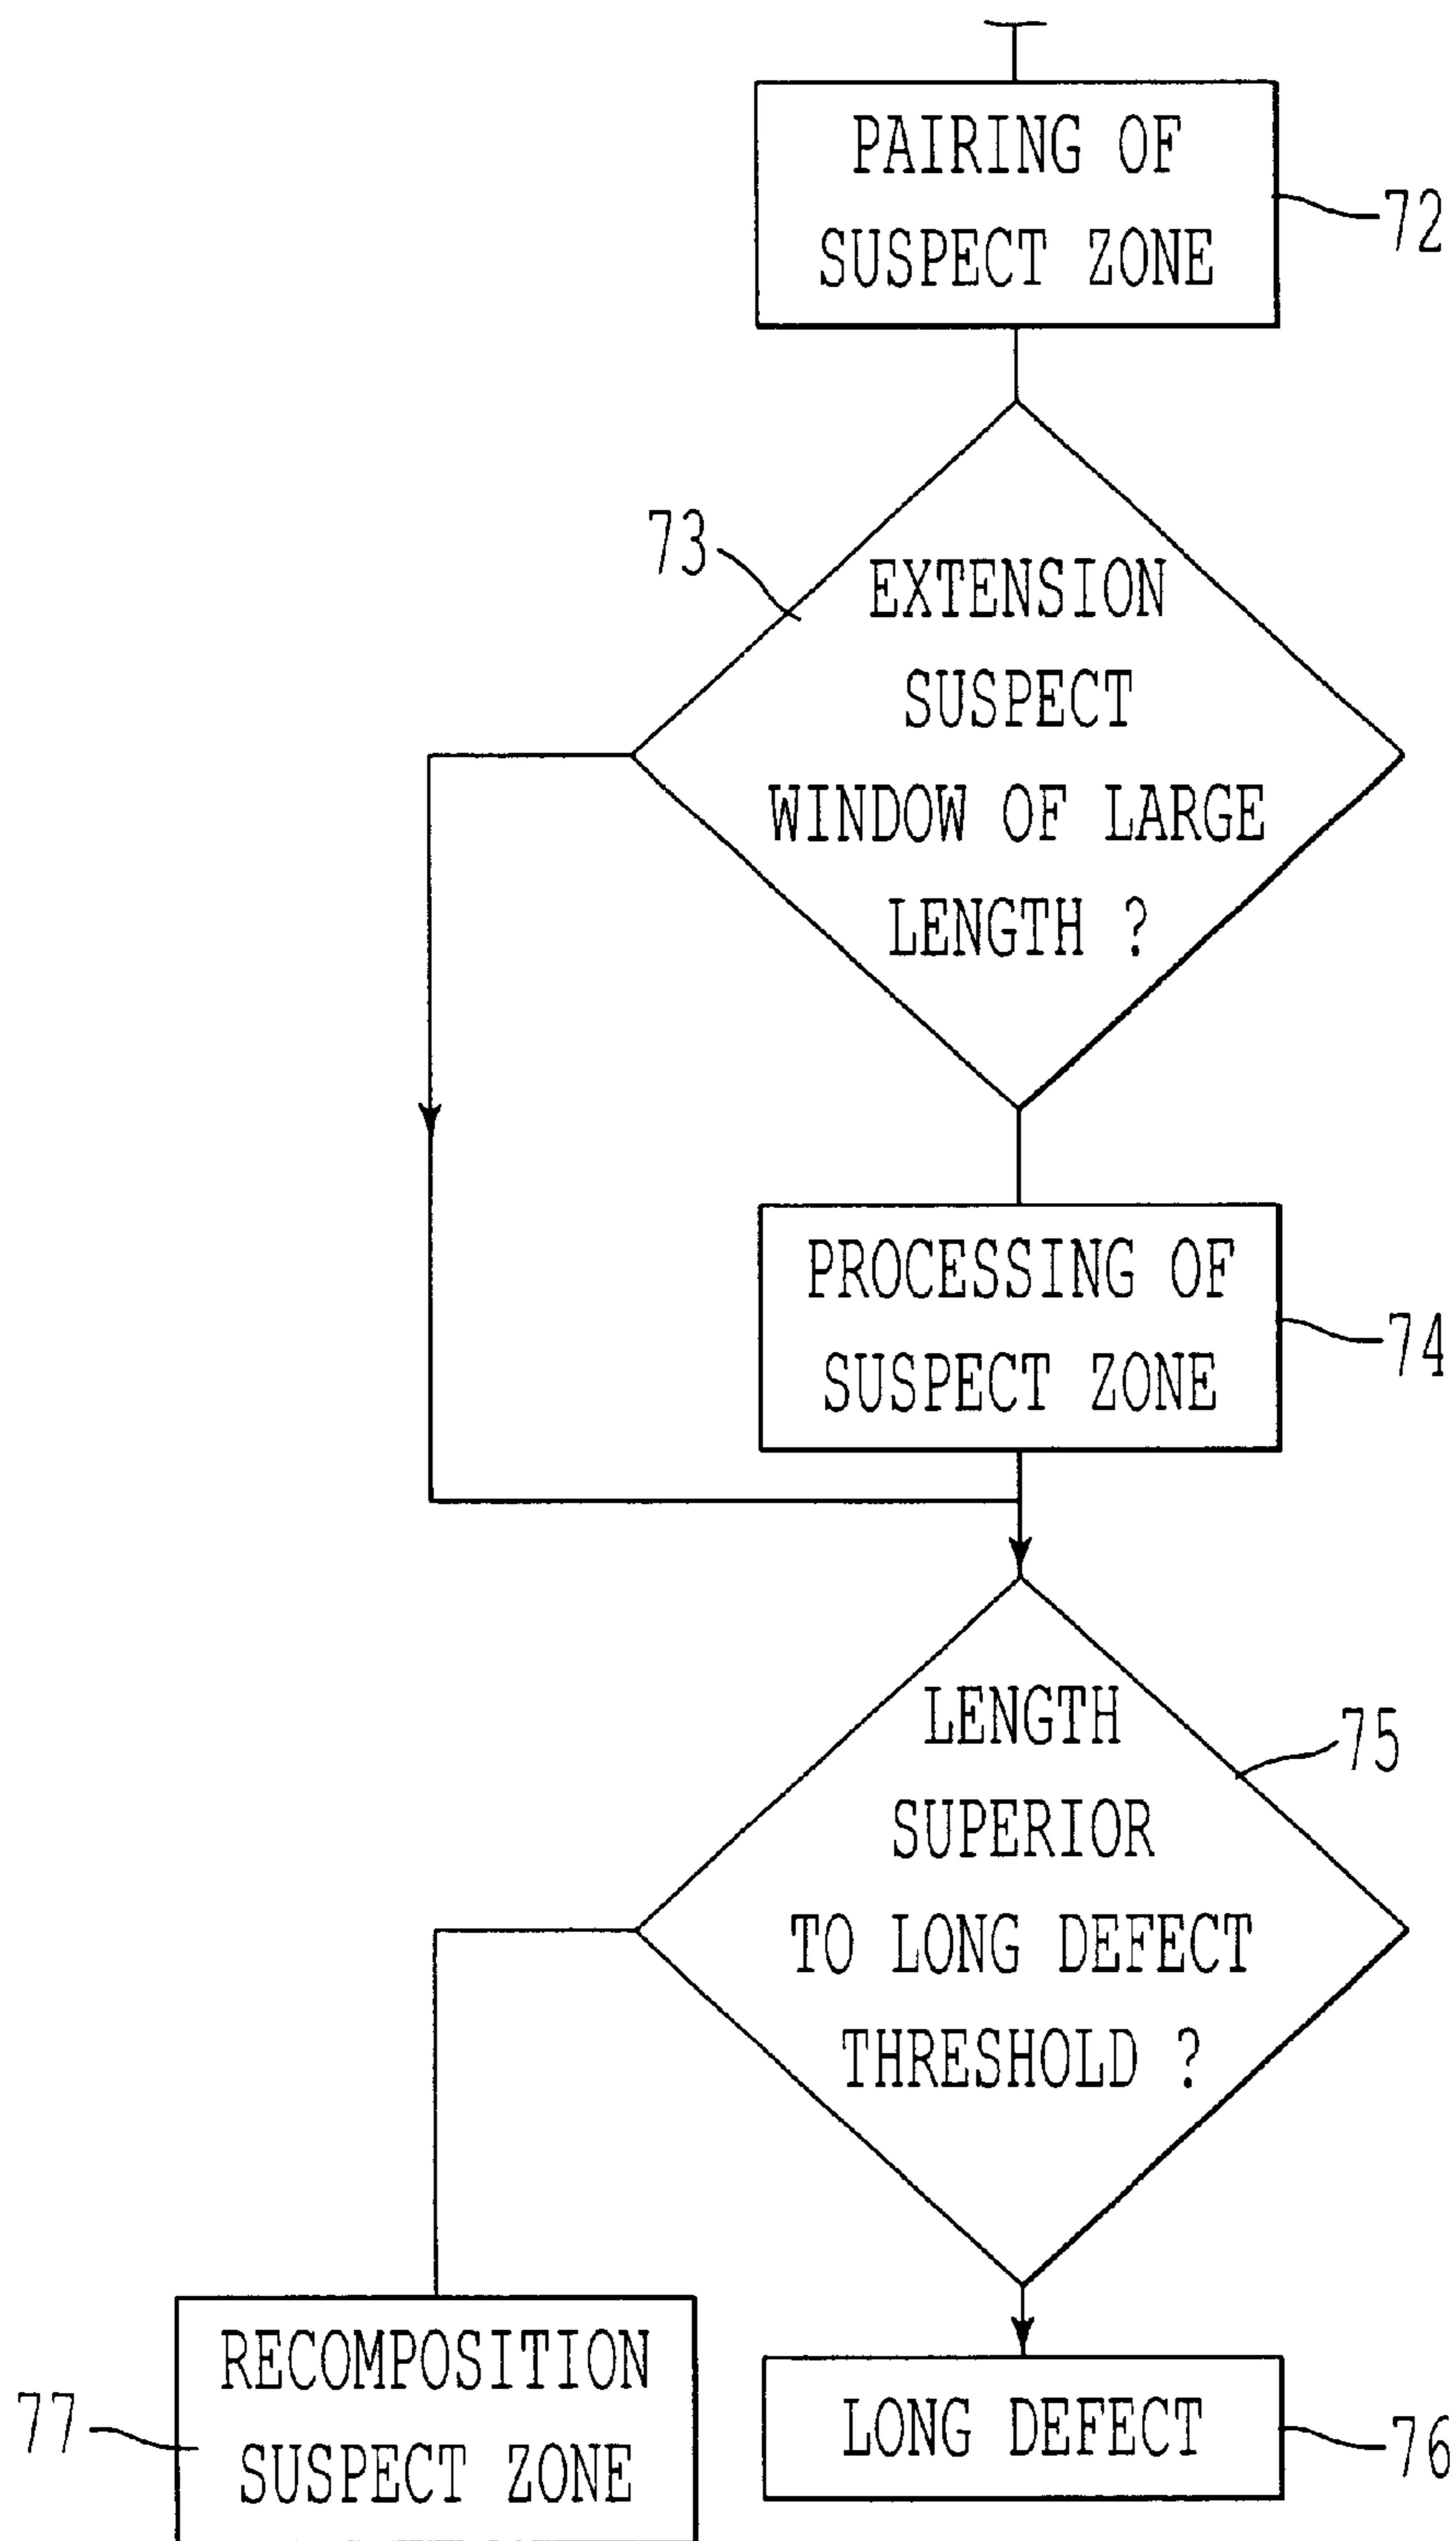 PAIRING OF
SUSPECT ZONE
72
73
EXTENSION
SUSPECT
WINDOW OF LARGE
LENGTH ?
PROCESSING OF
SUSPECT ZONE
74
LENGTH
SUPERIOR
TO LONG DEFECT
THRESHOLD ?
75
RECOMPOSITION
SUSPECT ZONE
77
LONG DEFECT
76